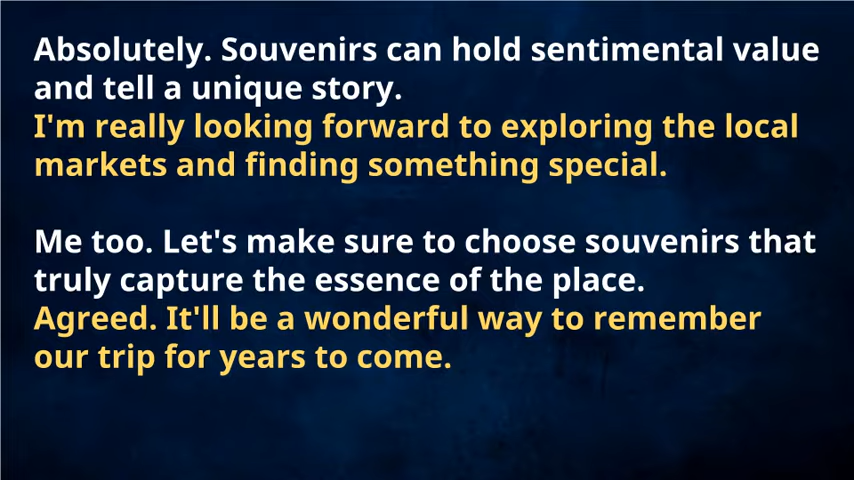 Absolutely. Souvenirs can hold sentimental value
and tell a unique story.
I'm really looking forward to exploring the local
markets and finding something special.
Me too. Let's make sure to choose souvenirs that
truly capture the essence of the place.
Agreed. It'll be a wonderful way to remember
our trip for years to come.